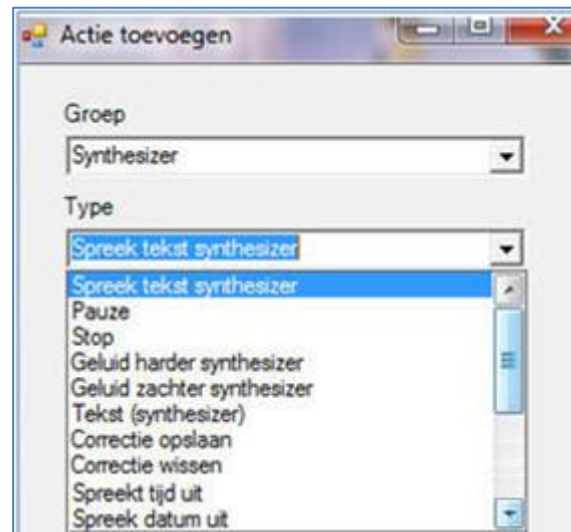 Actie toevoegen
Groep
Synthesizer
Type
Spreek tekst synthesizer
Spreek tekst synthesizer
Pauze
Stop
Geluid harder synthesizer
Geluid zachter synthesizer
Tekst (synthesizer)
Correctie opslaan
Correctie wissen
Spreekt tijd uit
Spreek datum uit